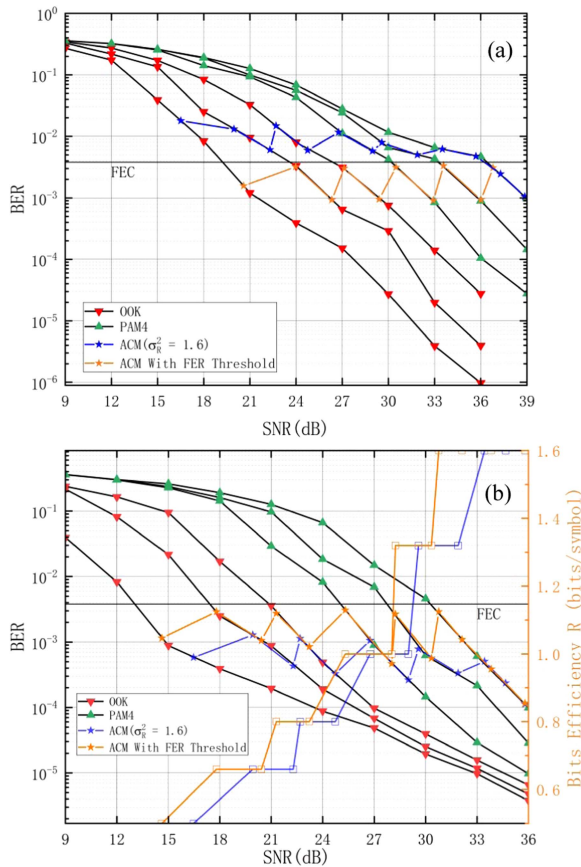 (a)
10^0
10^-1
10^-2
10^-3
10^-4
10^-5
10^-6
BER
FEC
OOK
PAM4
ACM(σ_R^2 = 1.6)
ACM With FER Threshold
9 12 15 18 21 24 27 30 33 36 39
SNR(dB)
(b)
10^-1
10^-2
10^-3
10^-4
10^-5
BER
FEC
OOK
PAM4
ACM(σ_R^2 = 1.6)
ACM With FER Threshold
1.6
1.4
1.2
1.0
0.8
0.6
Bits Efficiency R (bits/symbol)
9 12 15 18 21 24 27 30 33 36
SNR(dB)